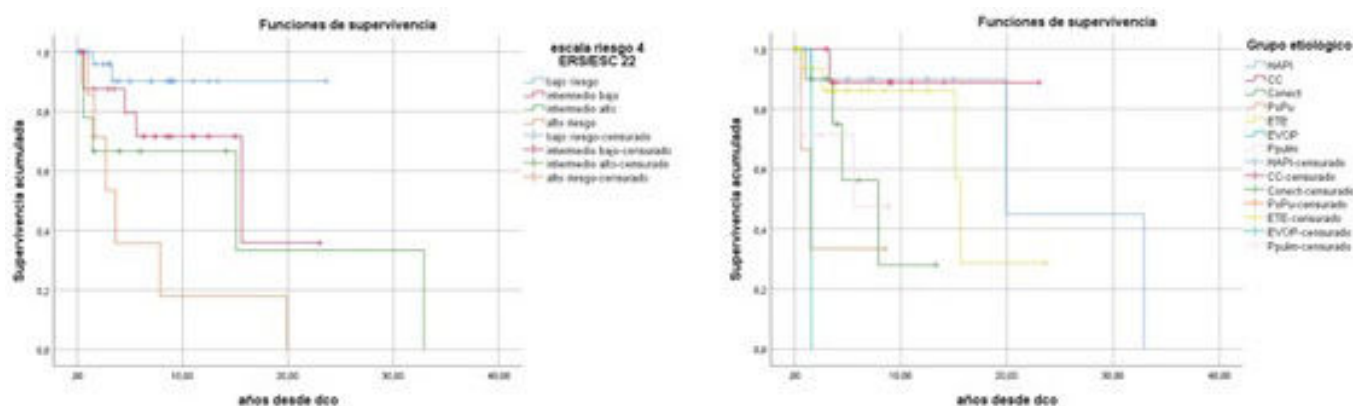 Funciones de supervivencia
Supervivencia acumulada
1,0
0,8
0,6
0,4
0,2
0,0
,00
10,00
20,00
30,00
40,00
años desde dco
escala riesgo 4
ERS/ESC 22
bajo riesgo
intermedio bajo
intermedio alto
alto riesgo
bajo riesgo-censurado
intermedio bajo-censurado
intermedio alto-censurado
alto riesgo-censurado
Funciones de supervivencia
Supervivencia acumulada
1,0
0,8
0,6
0,4
0,2
0,0
,00
10,00
20,00
30,00
40,00
años desde dco
Grupo etiológico
HAPI
CC
Conect
PoPu
ETE
EVOP
Ppulm
HAPI-censurado
CC-censurado
Conect-censurado
PoPu-censurado
ETE-censurado
EVOP-censurado
Ppulm-censurado